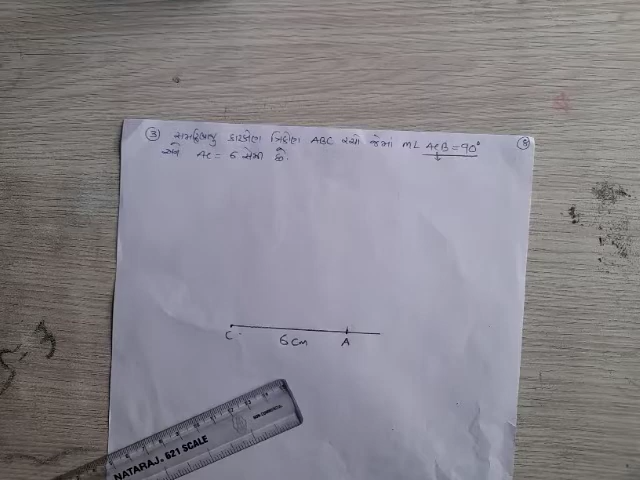 ③ સમદ્વિબાજુ કાટકોણ ત્રિકોણ ABC રચો જેમાં m∠ ACB = 90°
અને AC = 6 સેમી છે.
C 6cm A
NATARAJ. 621 SCALE